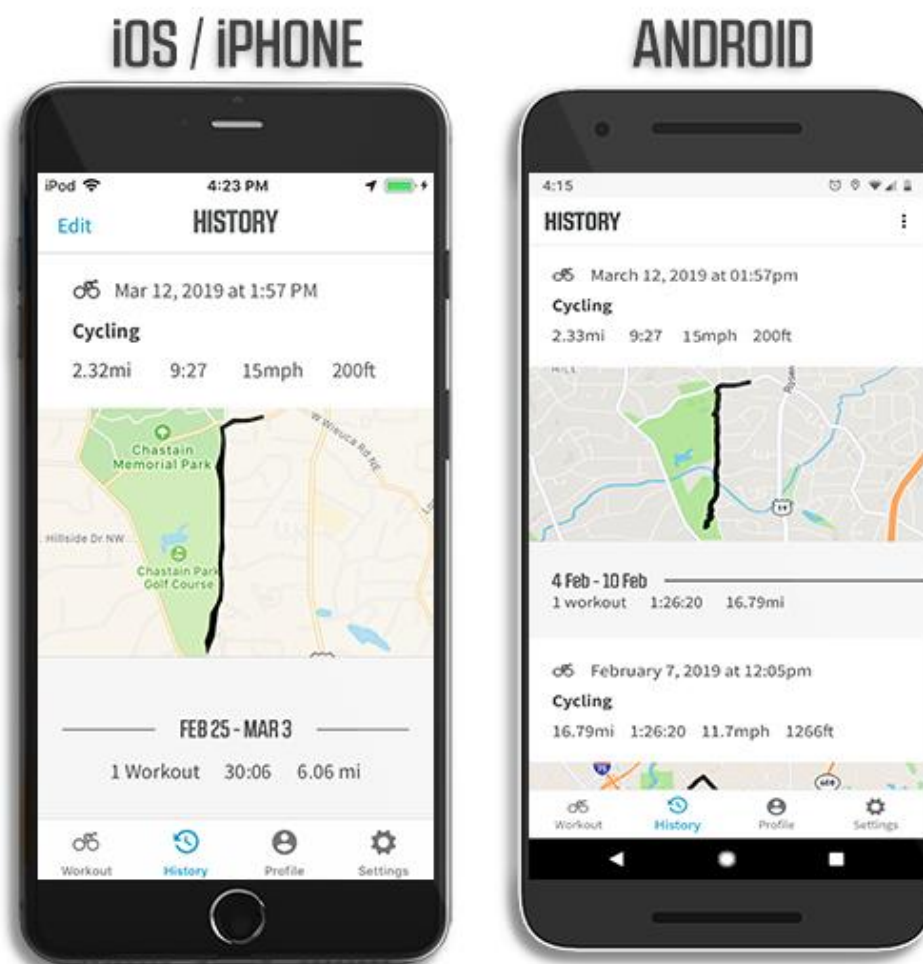 iOS / iPHONE
iPod
4:23 PM
Edit
HISTORY
Mar 12, 2019 at 1:57 PM
Cycling
2.32mi 9:27 15mph 200ft
W Wieuca Rd NE
Chastain
Memorial Park
Hillside Dr NW
Chastain Park
Golf Course
FEB 25 - MAR 3
1 Workout 30:06 6.06 mi
Workout History Profile Settings
ANDROID
4:15
HISTORY
March 12, 2019 at 01:57pm
Cycling
2.33mi 9:27 15mph 200ft
19
4 Feb - 10 Feb
1 workout 1:26:20 16.79mi
February 7, 2019 at 12:05pm
Cycling
16.79mi 1:26:20 11.7mph 1266ft
Workout History Profile Settings